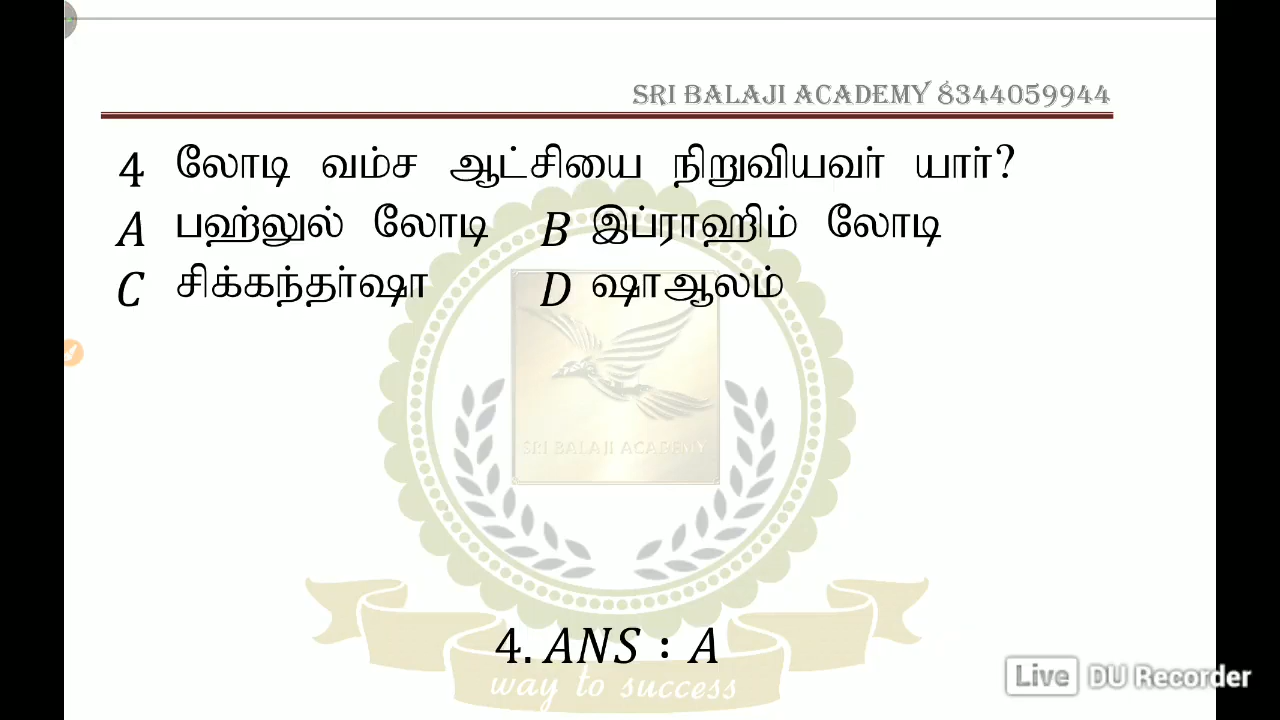 SRI BALAJI ACADEMY 8344059944
4 லோடி வம்ச ஆட்சியை நிறுவியவர் யார்?
A பஹ்லுல் லோடி B இப்ராஹிம் லோடி
C சிக்கந்தர்ஷா D ஷாஆலம்
SRI BALAJI ACADEMY
4. ANS : A
way to success
Live DU Recorder